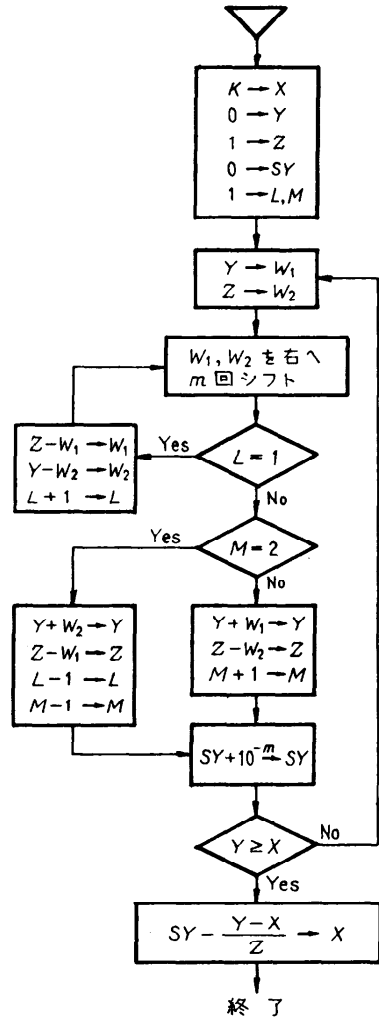 K → X
0 → Y
1 → Z
0 → SY
1 → L, M
Y → W₁
Z → W₂
W₁, W₂ を右へ
m 回 シフト
Z − W₁ → W₁
Y − W₂ → W₂
L + 1 → L
Yes
L = 1
No
Yes
M = 2
No
Y + W₂ → Y
Z − W₁ → Z
L − 1 → L
M − 1 → M
Y + W₁ → Y
Z − W₂ → Z
M + 1 → M
SY + 10⁻ᵐ → SY
Y ≥ X
No
Yes
SY − (Y − X)/Z → X
終 了